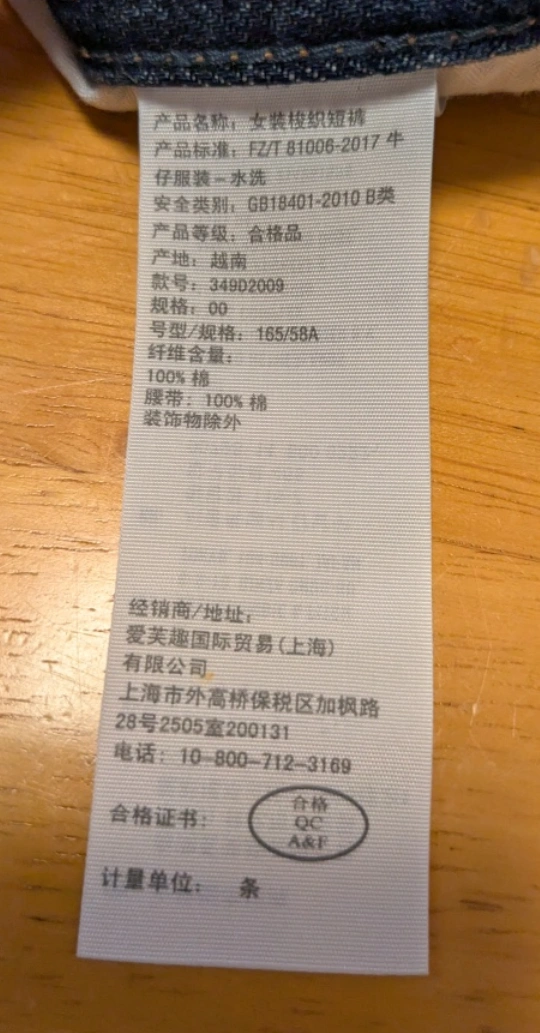 产品名称：女装梭织短裤
产品标准：FZ/T 81006-2017 牛
仔服装-水洗
安全类别：GB18401-2010 B类
产品等级：合格品
产地：越南
款号：349D2009
规格：00
号型/规格：165/58A
纤维含量：
100% 棉
腰带：100% 棉
装饰物除外
经销商/地址：
爱芙趣国际贸易(上海)
有限公司
上海市外高桥保税区加枫路
28号2505室200131
电话：10-800-712-3169
合格证书：
合格
QC
A&F
计量单位： 条